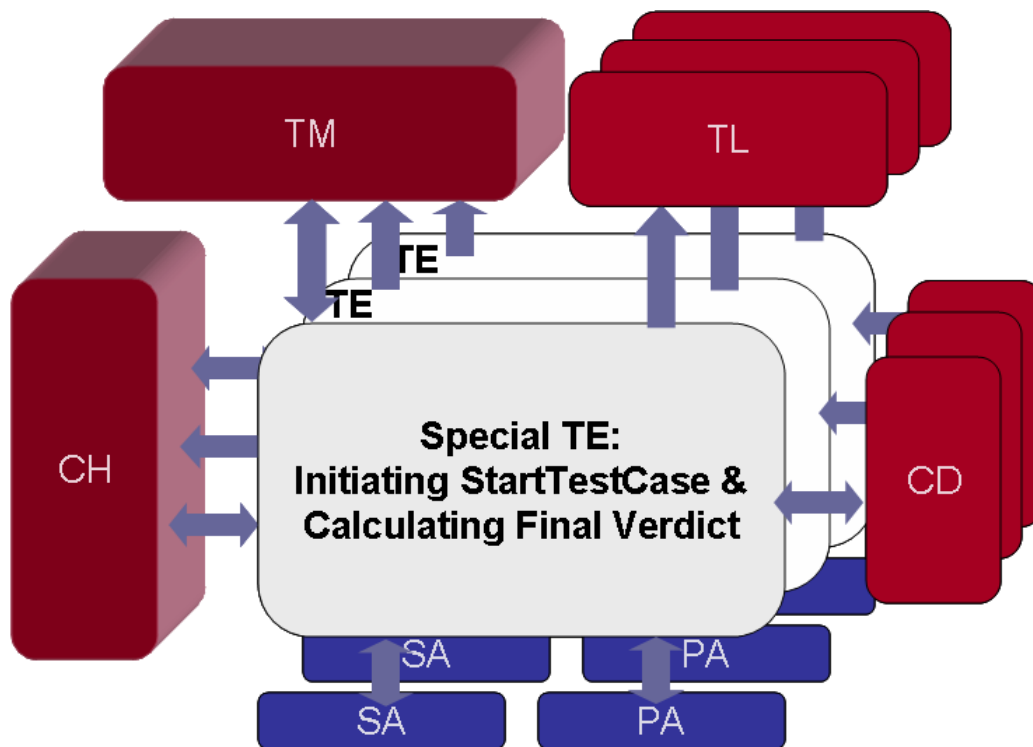 TM
TL
TE
TE
Special TE:
Initiating StartTestCase &
Calculating Final Verdict
CH
CD
SA
PA
SA
PA